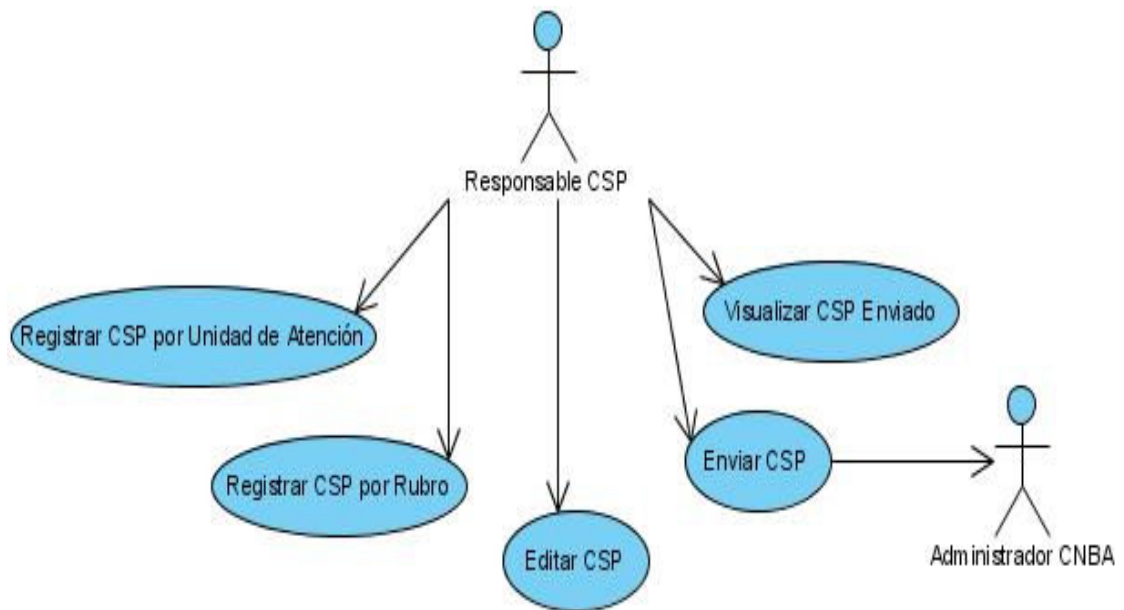 Responsable CSP
Visualizar CSP Enviado
Registrar CSP por Unidad de Atención
Enviar CSP
Registrar CSP por Rubro
Editar CSP
Administrador CNBA